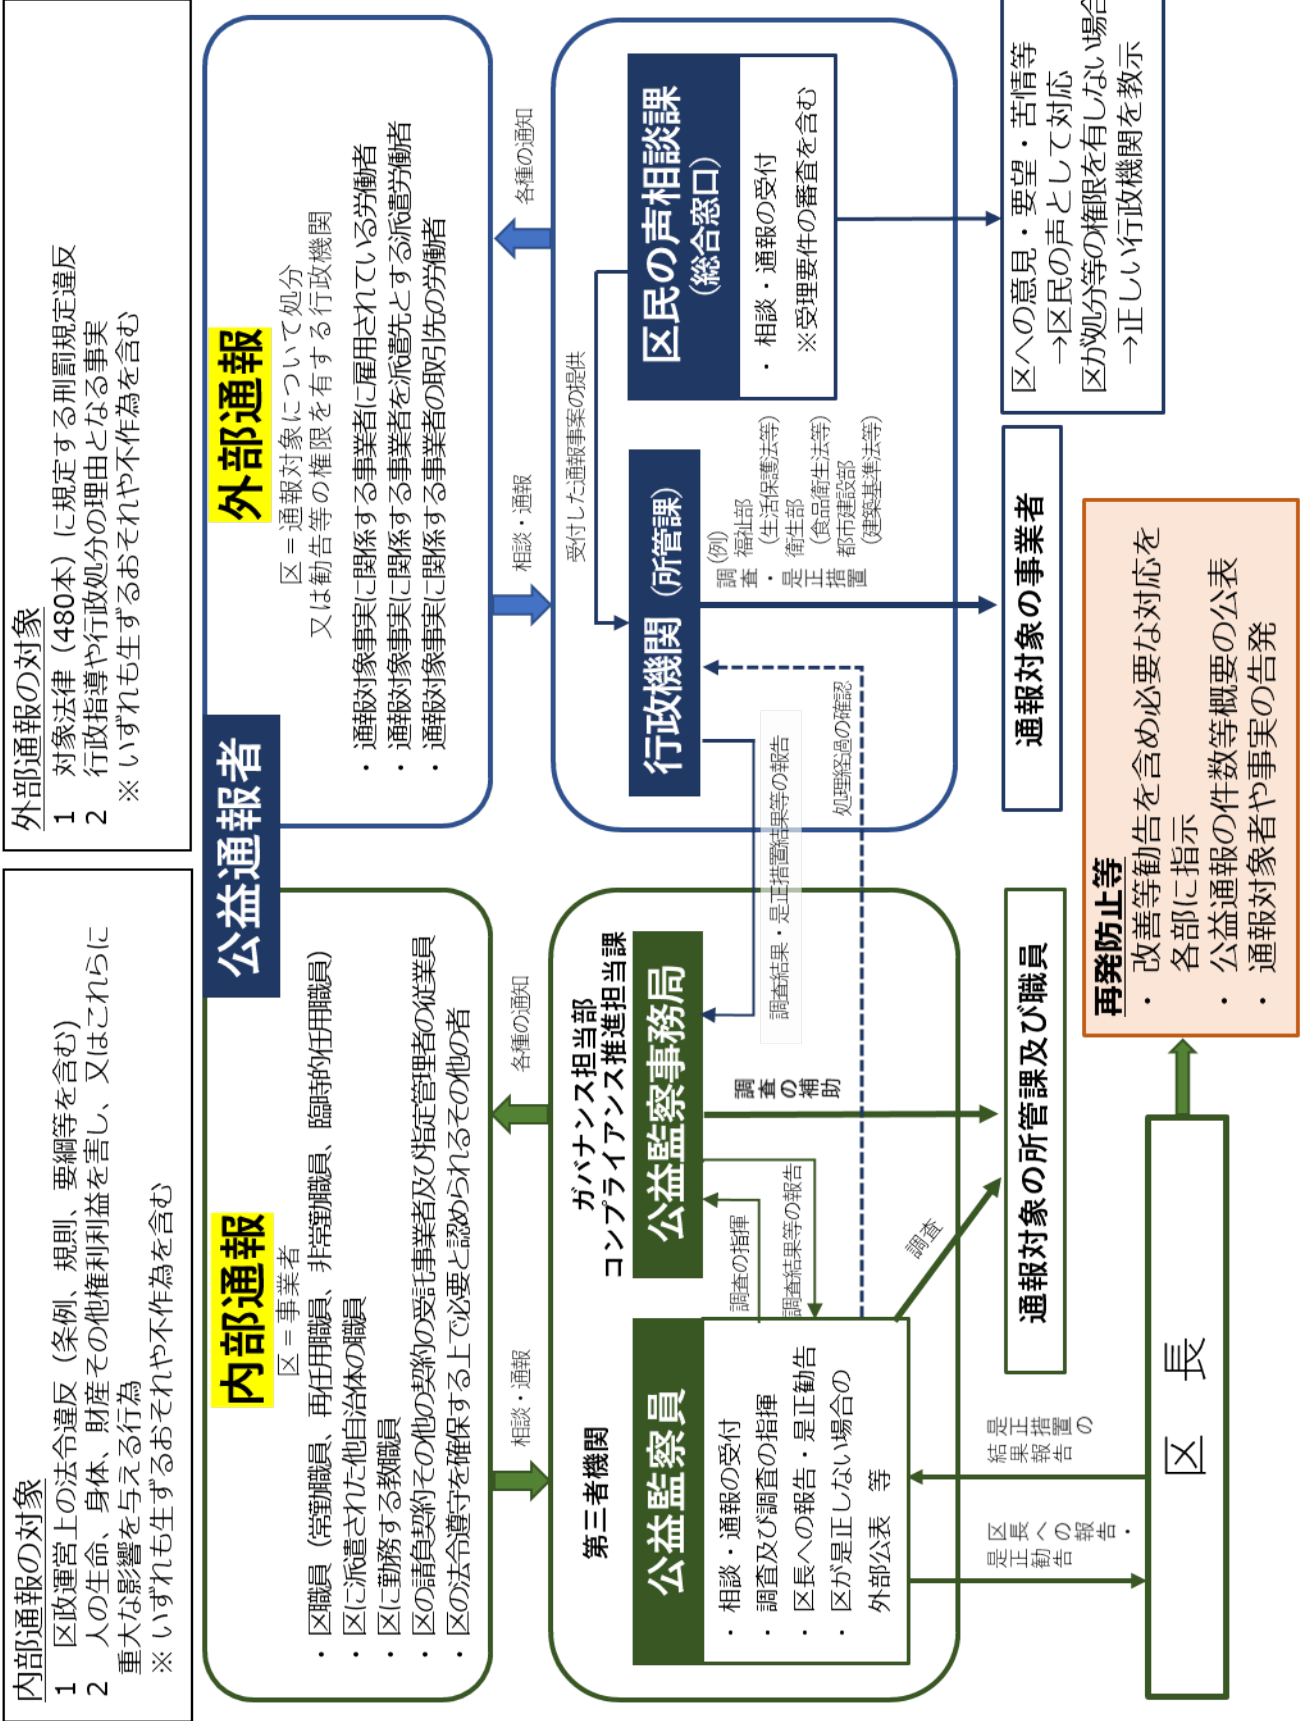 内部通報の対象
1　区政運営上の法令違反（条例、規則、要綱等を含む）
2　人の生命、身体、財産その他権利利益を害し、又はこれらに
重大な影響を与える行為
※ いずれも生ずるおそれや不作為を含む
外部通報の対象
1　対象法律（480本）に規定する刑罰規定違反
2　行政指導や行政処分の理由となる事実
※ いずれも生ずるおそれや不作為を含む
公益通報者
内部通報
区＝事業者
・区職員（常勤職員、再任用職員、非常勤職員、臨時的任用職員）
・区に派遣された他自治体の職員
・区に勤務する教職員
・区の請負契約その他の契約の受託事業者及び指定管理者の従業員
・区の法令遵守を確保する上で必要と認められるその他の者
外部通報
区＝通報対象について処分
又は勧告等の権限を有する行政機関
・通報対象事実に関係する事業者に雇用されている労働者
・通報対象事実に関係する事業者を派遣先とする派遣労働者
・通報対象事実に関係する事業者の取引先の労働者
相談・通報
各種の通知
相談・通報
各種の通知
第三者機関
公益監察員
・相談・通報の受付
・調査及び調査の指揮
・区長への報告・是正勧告
・区が是正しない場合の
外部公表　等
ガバナンス担当部
コンプライアンス推進担当課
公益監察事務局
調査の指揮
調査結果等の報告
調査の補助
調査
調査結果・是正措置結果等の報告
処理経過の確認
受付した通報事案の提供
行政機関（所管課）
(例)
福祉部
(生活保護法等)
衛生部
(食品衛生法等)
都市建設部
(建築基準法等)
調査・是正措置
区民の声相談課
（総合窓口）
・相談・通報の受付
※受理要件の審査を含む
通報対象の所管課及び職員
通報対象の事業者
区への意見・要望・苦情等
→区民の声として対応
区が処分等の権限を有しない場合
→正しい行政機関を教示
区長への報告・
是正勧告
是正措置の
結果報告
区　長
再発防止等
・改善等勧告を含め必要な対応を
各部に指示
・公益通報の件数等概要の公表
・通報対象者や事実の告発